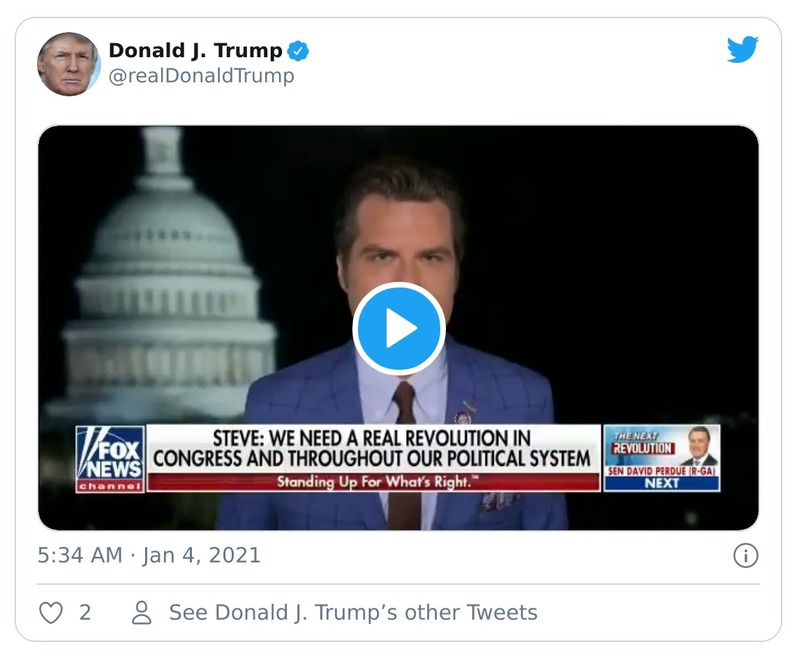 Donald J. Trump
@realDonaldTrump
FOX
NEWS
channel
STEVE: WE NEED A REAL REVOLUTION IN
CONGRESS AND THROUGHOUT OUR POLITICAL SYSTEM
Standing Up For What's Right.℠
THE NEXT
REVOLUTION
SEN DAVID PERDUE (R-GA)
NEXT
5:34 AM · Jan 4, 2021
2
See Donald J. Trump’s other Tweets